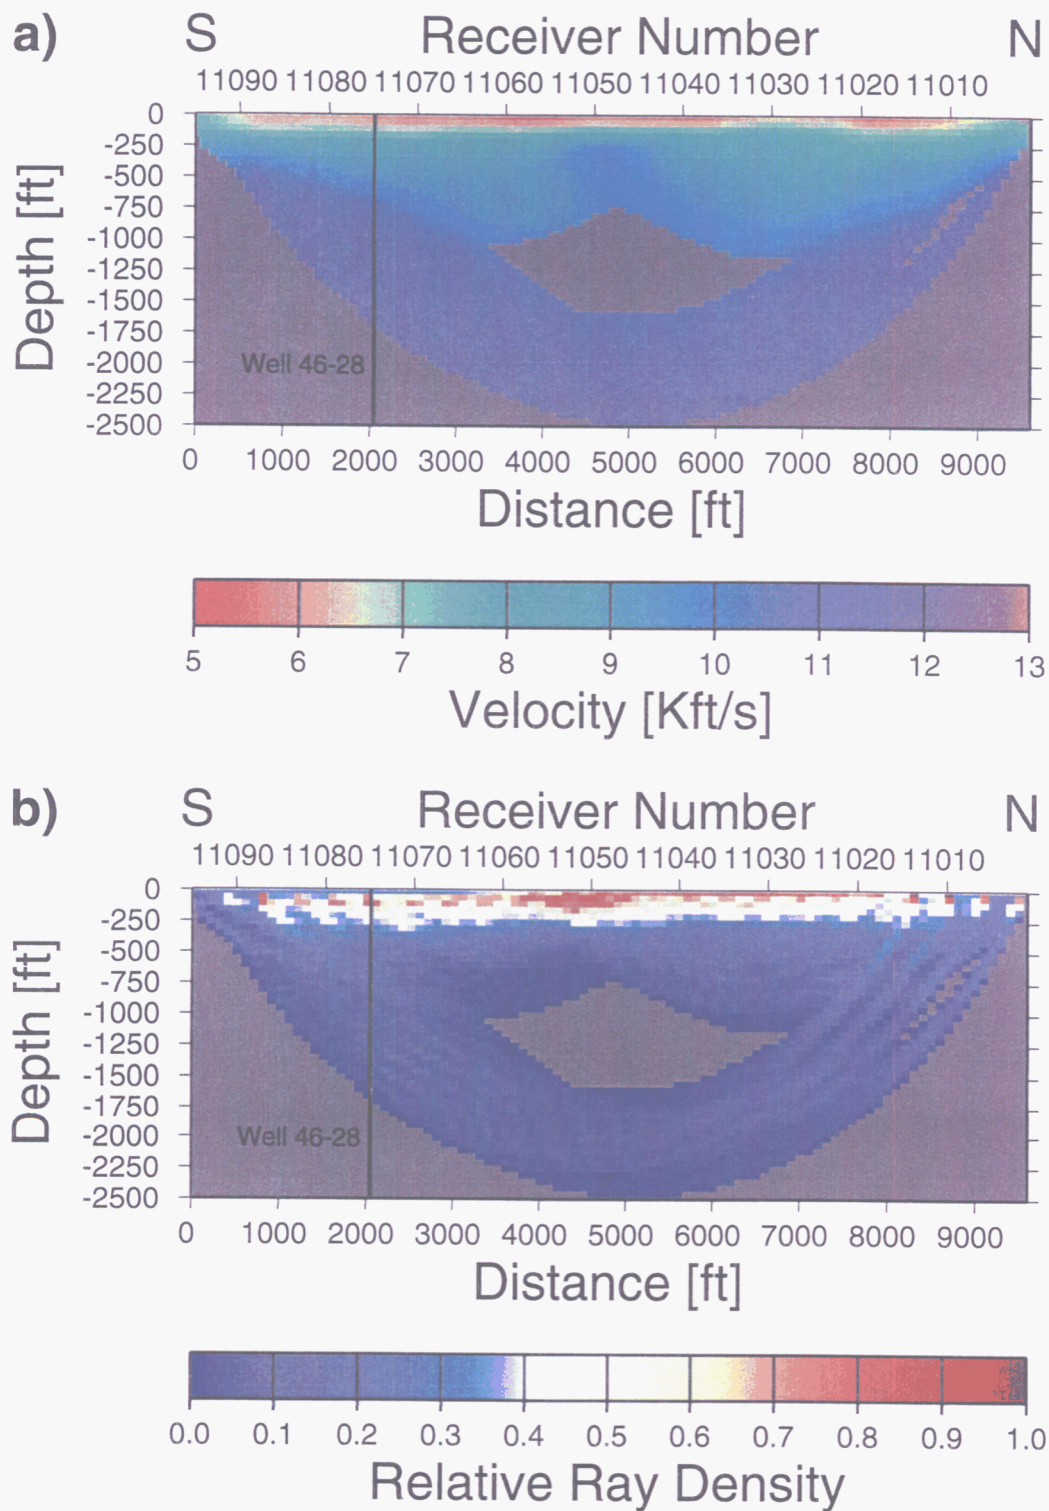 a) S Receiver Number N
11090 11080 11070 11060 11050 11040 11030 11020 11010
Depth [ft]
0
-250
-500
-750
-1000
-1250
-1500
-1750
-2000
-2250
-2500
Well 46-28
0 1000 2000 3000 4000 5000 6000 7000 8000 9000
Distance [ft]
5 6 7 8 9 10 11 12 13
Velocity [Kft/s]
b) S Receiver Number N
11090 11080 11070 11060 11050 11040 11030 11020 11010
Depth [ft]
0
-250
-500
-750
-1000
-1250
-1500
-1750
-2000
-2250
-2500
Well 46-28
0 1000 2000 3000 4000 5000 6000 7000 8000 9000
Distance [ft]
0.0 0.1 0.2 0.3 0.4 0.5 0.6 0.7 0.8 0.9 1.0
Relative Ray Density